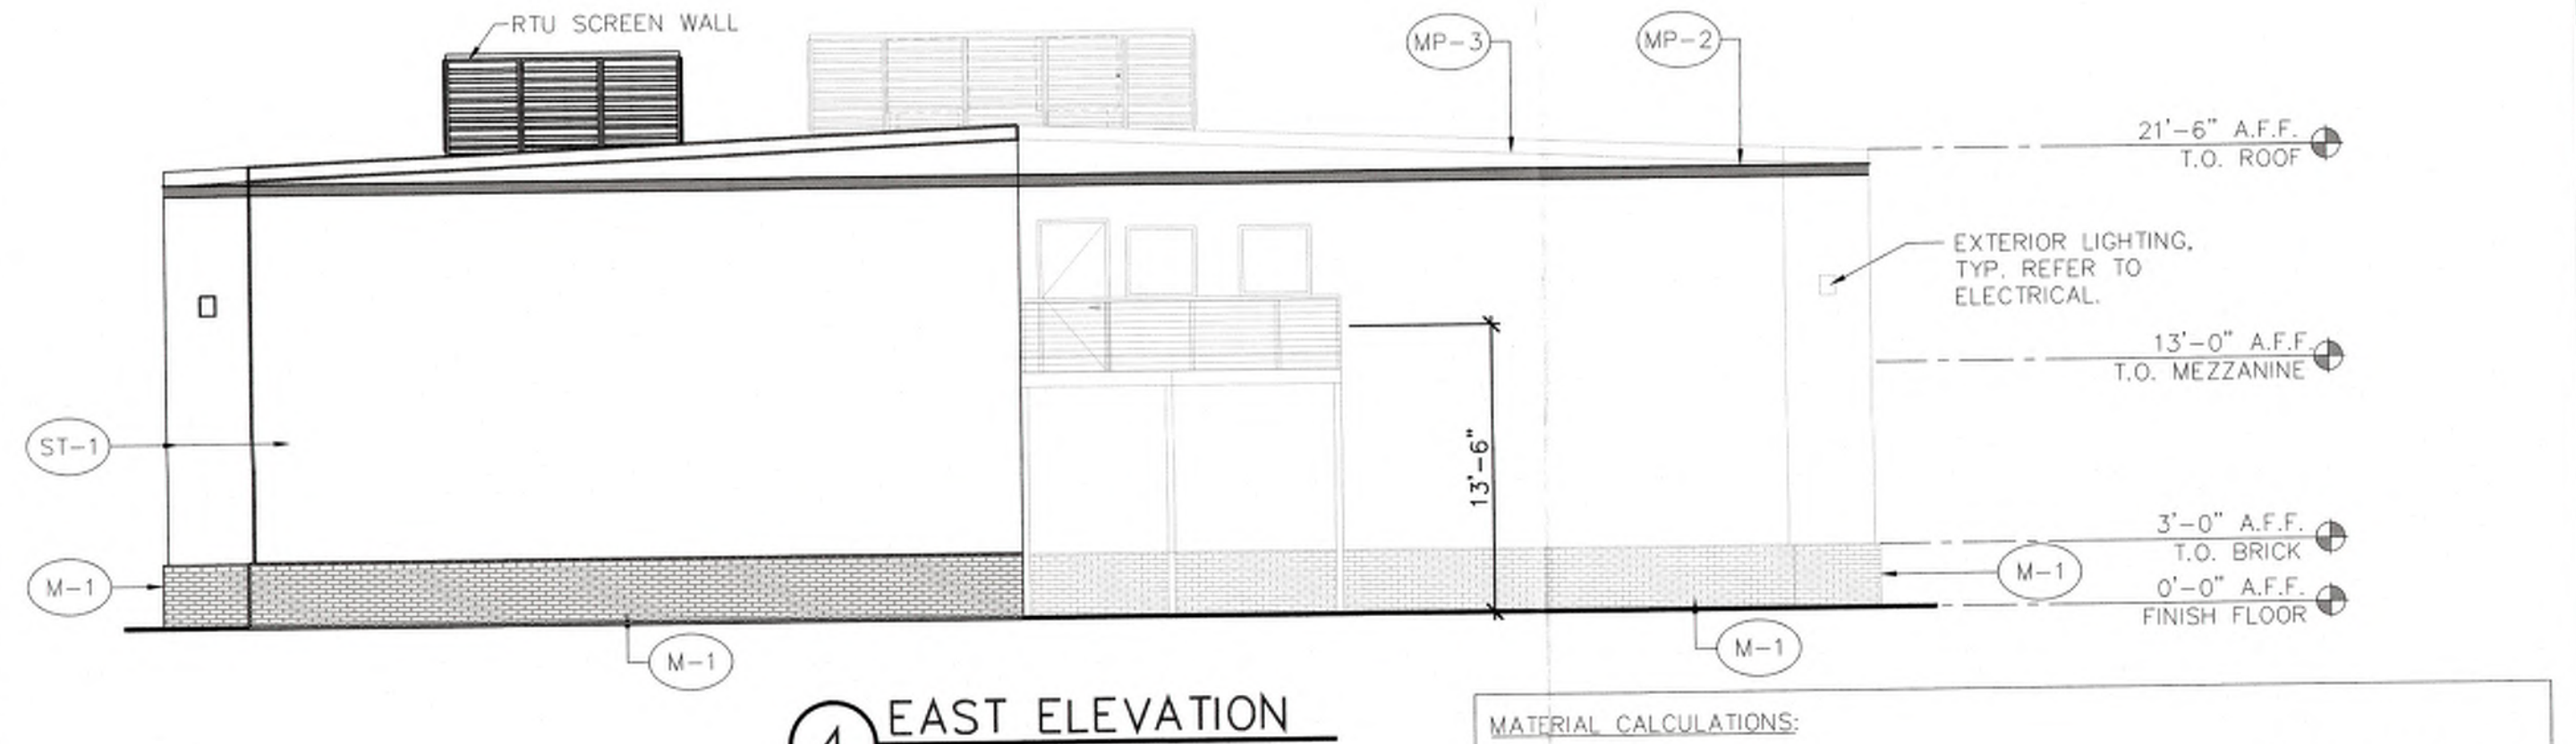 RTU SCREEN WALL
MP-3
MP-2
21'-6" A.F.F.
T.O. ROOF
EXTERIOR LIGHTING,
TYP. REFER TO
ELECTRICAL.
13'-0" A.F.F.
T.O. MEZZANINE
ST-1
13'-6"
3'-0" A.F.F.
T.O. BRICK
M-1
M-1
0'-0" A.F.F.
FINISH FLOOR
M-1
M-1
4 EAST ELEVATION
MATERIAL CALCULATIONS: